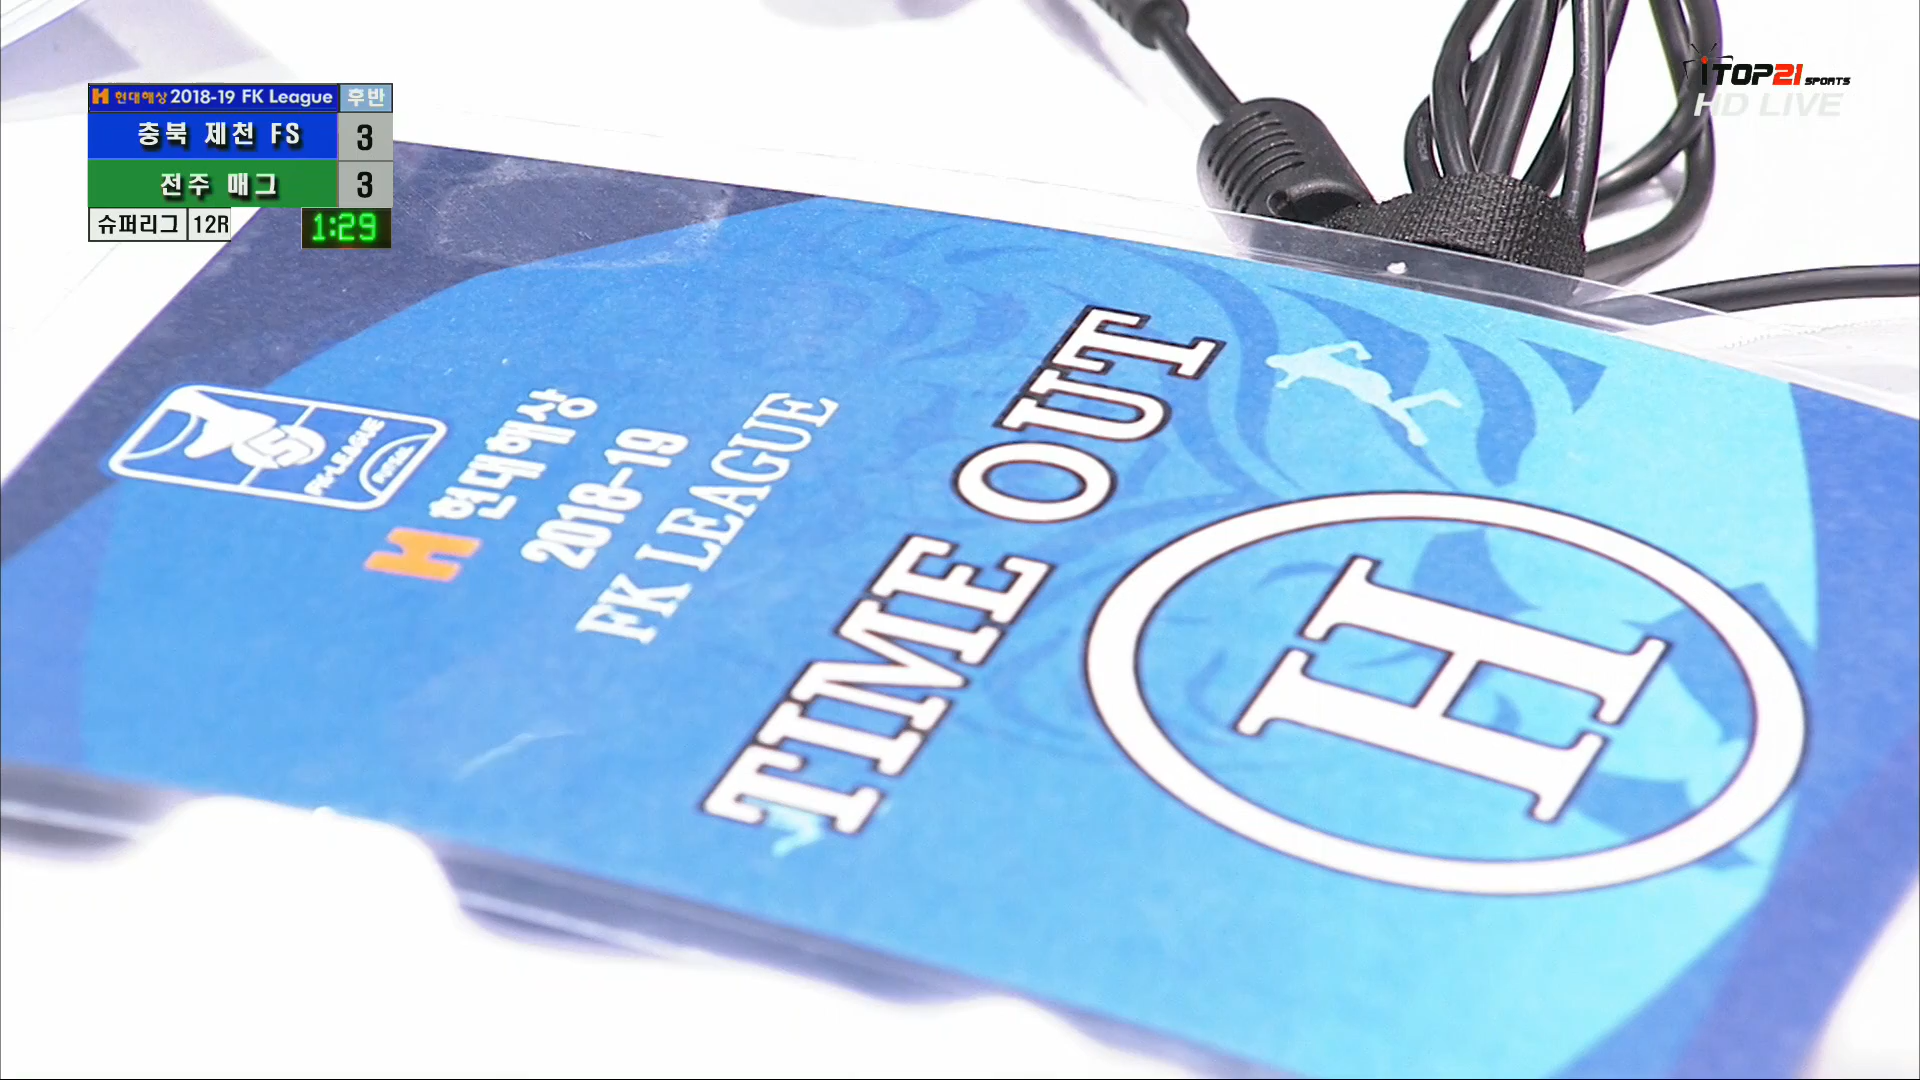 현대해상 2018-19 FK League 후반
충북 제천 FS 3
전주 매그 3
슈퍼리그 12R 1:29
iTOP21 SPORTS
HD LIVE
FK-LEAGUE
FUTSAL
H 현대해상
2018-19
FK LEAGUE
TIME OUT
H